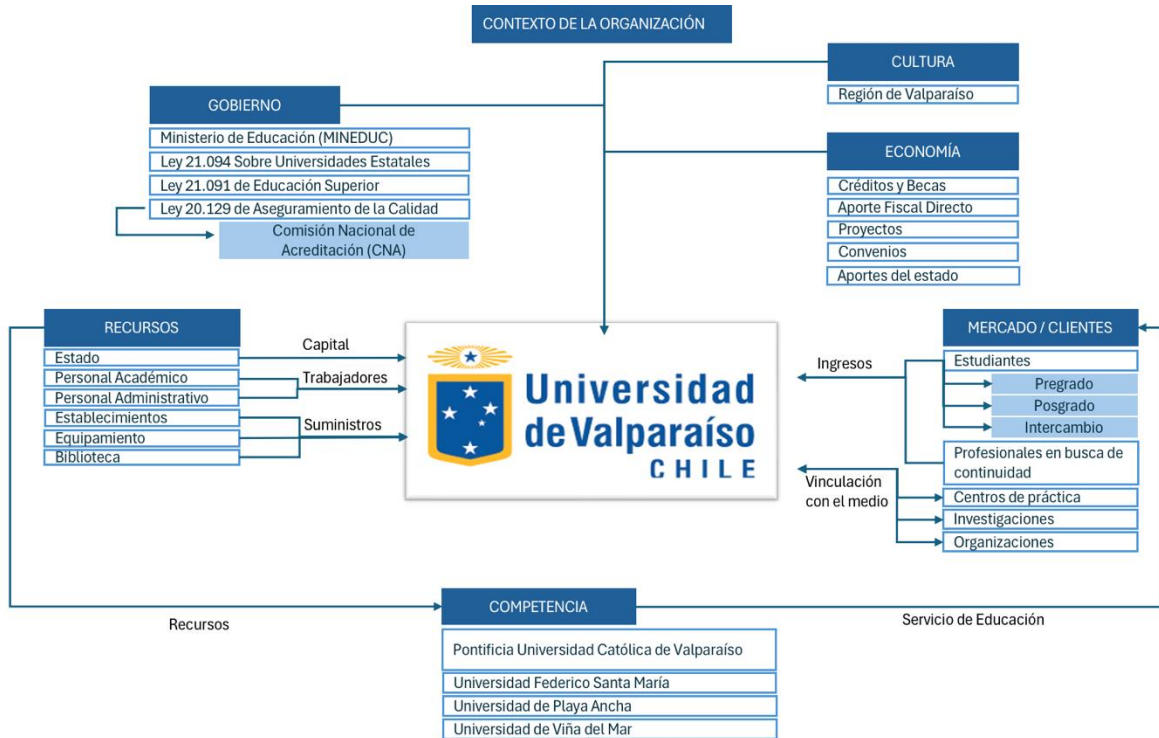 CONTEXTO DE LA ORGANIZACIÓN
CULTURA
Región de Valparaíso
GOBIERNO
Ministerio de Educación (MINEDUC)
Ley 21.094 Sobre Universidades Estatales
Ley 21.091 de Educación Superior
Ley 20.129 de Aseguramiento de la Calidad
Comisión Nacional de
Acreditación (CNA)
ECONOMÍA
Créditos y Becas
Aporte Fiscal Directo
Proyectos
Convenios
Aportes del estado
RECURSOS
Estado
Personal Académico
Personal Administrativo
Establecimientos
Equipamiento
Biblioteca
Capital
Trabajadores
Suministros
Universidad
de Valparaíso
CHILE
Ingresos
Vinculación
con el medio
MERCADO / CLIENTES
Estudiantes
Pregrado
Posgrado
Intercambio
Profesionales en busca de
continuidad
Centros de práctica
Investigaciones
Organizaciones
Recursos
COMPETENCIA
Servicio de Educación
Pontificia Universidad Católica de Valparaíso
Universidad Federico Santa María
Universidad de Playa Ancha
Universidad de Viña del Mar